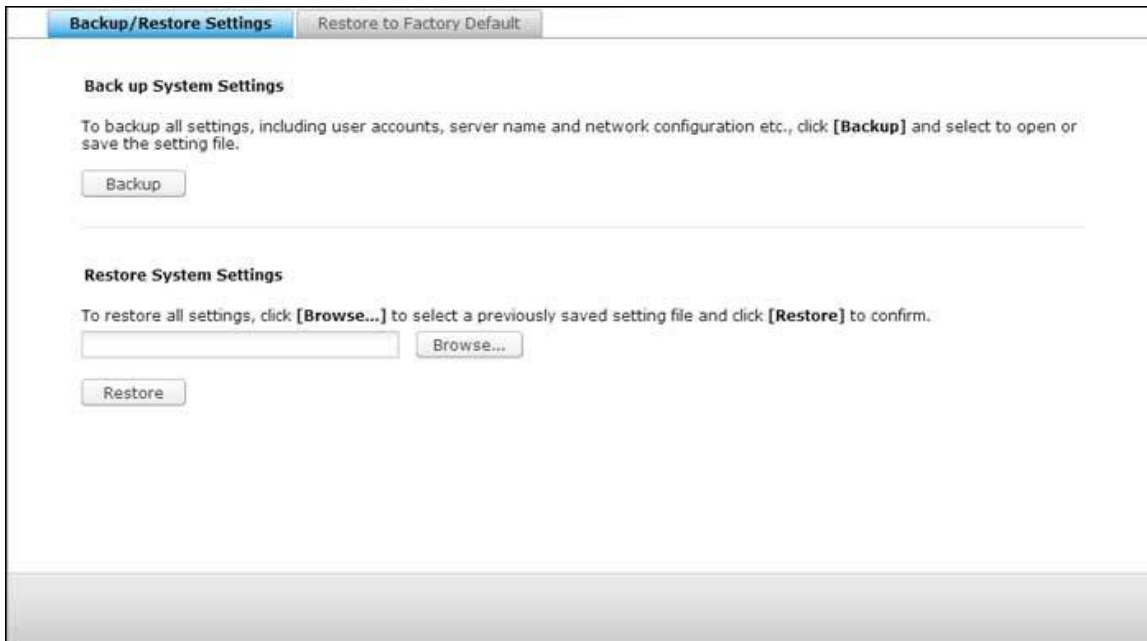 Backup/Restore Settings
Restore to Factory Default
Back up System Settings
To backup all settings, including user accounts, server name and network configuration etc., click [Backup] and select to open or
save the setting file.
Backup
Restore System Settings
To restore all settings, click [Browse...] to select a previously saved setting file and click [Restore] to confirm.
Browse...
Restore